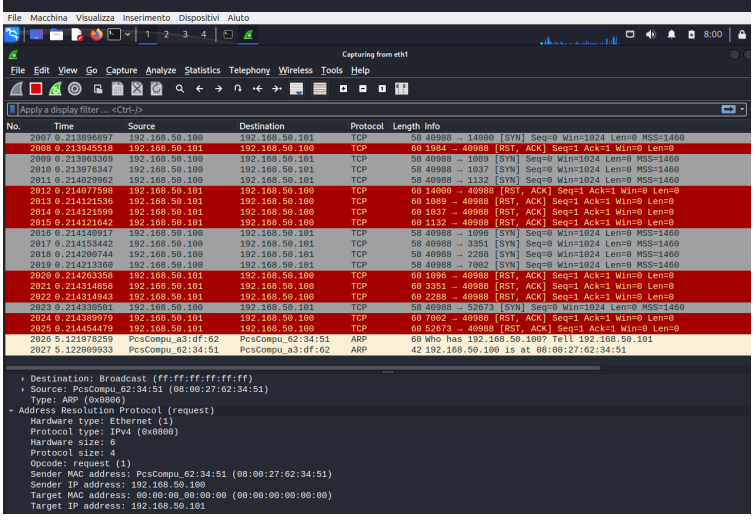 File Macchina Visualizza Inserimento Dispositivi Aiuto
1 2 3 4 8:00
Capturing from eth1
File Edit View Go Capture Analyze Statistics Telephony Wireless Tools Help
Apply a display filter ... <Ctrl-/>
No. Time Source Destination Protocol Length Info
2007 0.213896897 192.168.50.100 192.168.50.101 TCP 58 40988 → 14000 [SYN] Seq=0 Win=1024 Len=0 MSS=1460
2008 0.213945518 192.168.50.101 192.168.50.100 TCP 60 1984 → 40988 [RST, ACK] Seq=1 Ack=1 Win=0 Len=0
2009 0.213963369 192.168.50.100 192.168.50.101 TCP 58 40988 → 1089 [SYN] Seq=0 Win=1024 Len=0 MSS=1460
2010 0.213976347 192.168.50.100 192.168.50.101 TCP 58 40988 → 1037 [SYN] Seq=0 Win=1024 Len=0 MSS=1460
2011 0.214029962 192.168.50.100 192.168.50.101 TCP 58 40988 → 1132 [SYN] Seq=0 Win=1024 Len=0 MSS=1460
2012 0.214077598 192.168.50.101 192.168.50.100 TCP 60 14000 → 40988 [RST, ACK] Seq=1 Ack=1 Win=0 Len=0
2013 0.214121536 192.168.50.101 192.168.50.100 TCP 60 1089 → 40988 [RST, ACK] Seq=1 Ack=1 Win=0 Len=0
2014 0.214121599 192.168.50.101 192.168.50.100 TCP 60 1037 → 40988 [RST, ACK] Seq=1 Ack=1 Win=0 Len=0
2015 0.214121642 192.168.50.101 192.168.50.100 TCP 60 1132 → 40988 [RST, ACK] Seq=1 Ack=1 Win=0 Len=0
2016 0.214140917 192.168.50.100 192.168.50.101 TCP 58 40988 → 1096 [SYN] Seq=0 Win=1024 Len=0 MSS=1460
2017 0.214153442 192.168.50.100 192.168.50.101 TCP 58 40988 → 3351 [SYN] Seq=0 Win=1024 Len=0 MSS=1460
2018 0.214200744 192.168.50.100 192.168.50.101 TCP 58 40988 → 2288 [SYN] Seq=0 Win=1024 Len=0 MSS=1460
2019 0.214213360 192.168.50.100 192.168.50.101 TCP 58 40988 → 7002 [SYN] Seq=0 Win=1024 Len=0 MSS=1460
2020 0.214263358 192.168.50.101 192.168.50.100 TCP 60 1096 → 40988 [RST, ACK] Seq=1 Ack=1 Win=0 Len=0
2021 0.214314858 192.168.50.101 192.168.50.100 TCP 60 3351 → 40988 [RST, ACK] Seq=1 Ack=1 Win=0 Len=0
2022 0.214314943 192.168.50.101 192.168.50.100 TCP 60 2288 → 40988 [RST, ACK] Seq=1 Ack=1 Win=0 Len=0
2023 0.214330501 192.168.50.100 192.168.50.101 TCP 58 40988 → 52673 [SYN] Seq=0 Win=1024 Len=0 MSS=1460
2024 0.214389979 192.168.50.101 192.168.50.100 TCP 60 7002 → 40988 [RST, ACK] Seq=1 Ack=1 Win=0 Len=0
2025 0.214454479 192.168.50.101 192.168.50.100 TCP 60 52673 → 40988 [RST, ACK] Seq=1 Ack=1 Win=0 Len=0
2026 5.121978259 PcsCompu_a3:df:62 PcsCompu_62:34:51 ARP 60 Who has 192.168.50.100? Tell 192.168.50.101
2027 5.122009933 PcsCompu_62:34:51 PcsCompu_a3:df:62 ARP 42 192.168.50.100 is at 08:00:27:62:34:51
Destination: Broadcast (ff:ff:ff:ff:ff:ff)
Source: PcsCompu_62:34:51 (08:00:27:62:34:51)
Type: ARP (0x0806)
Address Resolution Protocol (request)
Hardware type: Ethernet (1)
Protocol type: IPv4 (0x0800)
Hardware size: 6
Protocol size: 4
Opcode: request (1)
Sender MAC address: PcsCompu_62:34:51 (08:00:27:62:34:51)
Sender IP address: 192.168.50.100
Target MAC address: 00:00:00_00:00:00 (00:00:00:00:00:00)
Target IP address: 192.168.50.101